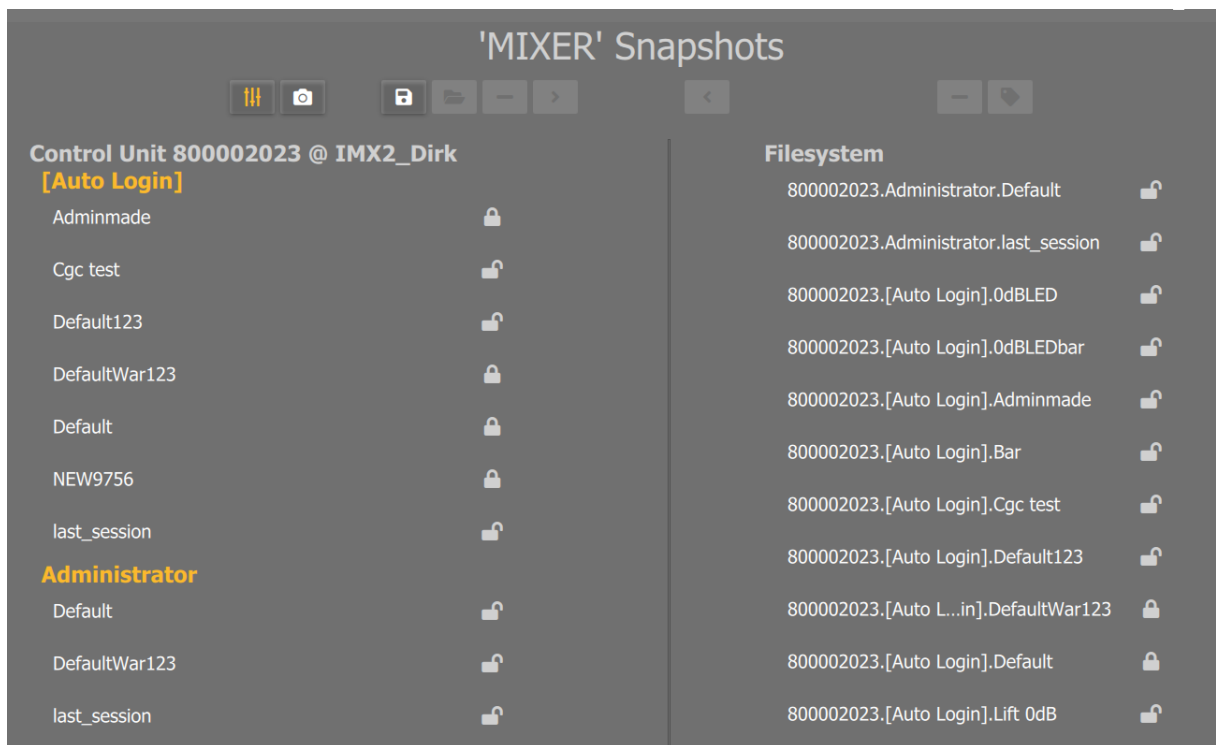 'MIXER' Snapshots
Control Unit 800002023 @ IMX2_Dirk
[Auto Login]
Adminmade
Cgc test
Default123
DefaultWar123
Default
NEW9756
last_session
Administrator
Default
DefaultWar123
last_session
Filesystem
800002023.Administrator.Default
800002023.Administrator.last_session
800002023.[Auto Login].0dBLED
800002023.[Auto Login].0dBLEDbar
800002023.[Auto Login].Adminmade
800002023.[Auto Login].Bar
800002023.[Auto Login].Cgc test
800002023.[Auto Login].Default123
800002023.[Auto L...in].DefaultWar123
800002023.[Auto Login].Default
800002023.[Auto Login].Lift 0dB